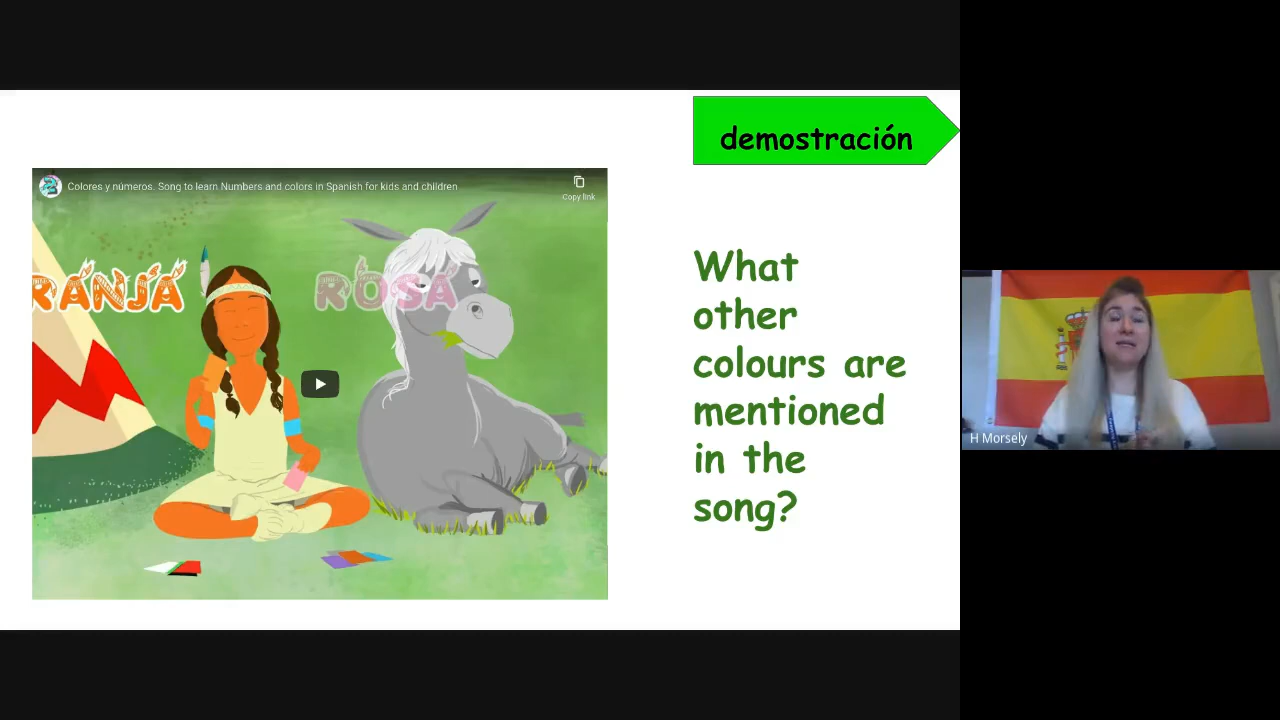 demostración
Colores y números. Song to learn Numbers and colors in Spanish for kids and children
Copy link
RANJA
ROSA
What
other
colours are
mentioned
in the
song?
H Morsely